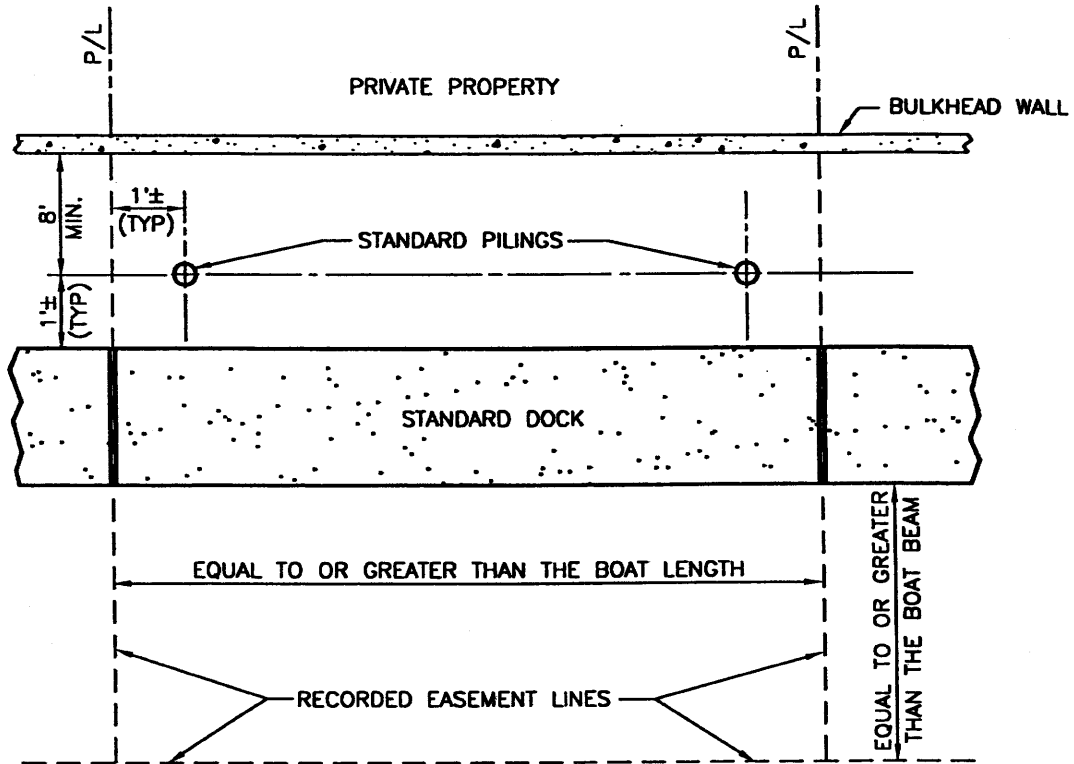 P/L
P/L
PRIVATE PROPERTY
BULKHEAD WALL
8'
MIN.
1'±
(TYP)
STANDARD PILINGS
1'±
(TYP)
STANDARD DOCK
EQUAL TO OR GREATER THAN THE BOAT LENGTH
EQUAL TO OR GREATER
THAN THE BOAT BEAM
RECORDED EASEMENT LINES